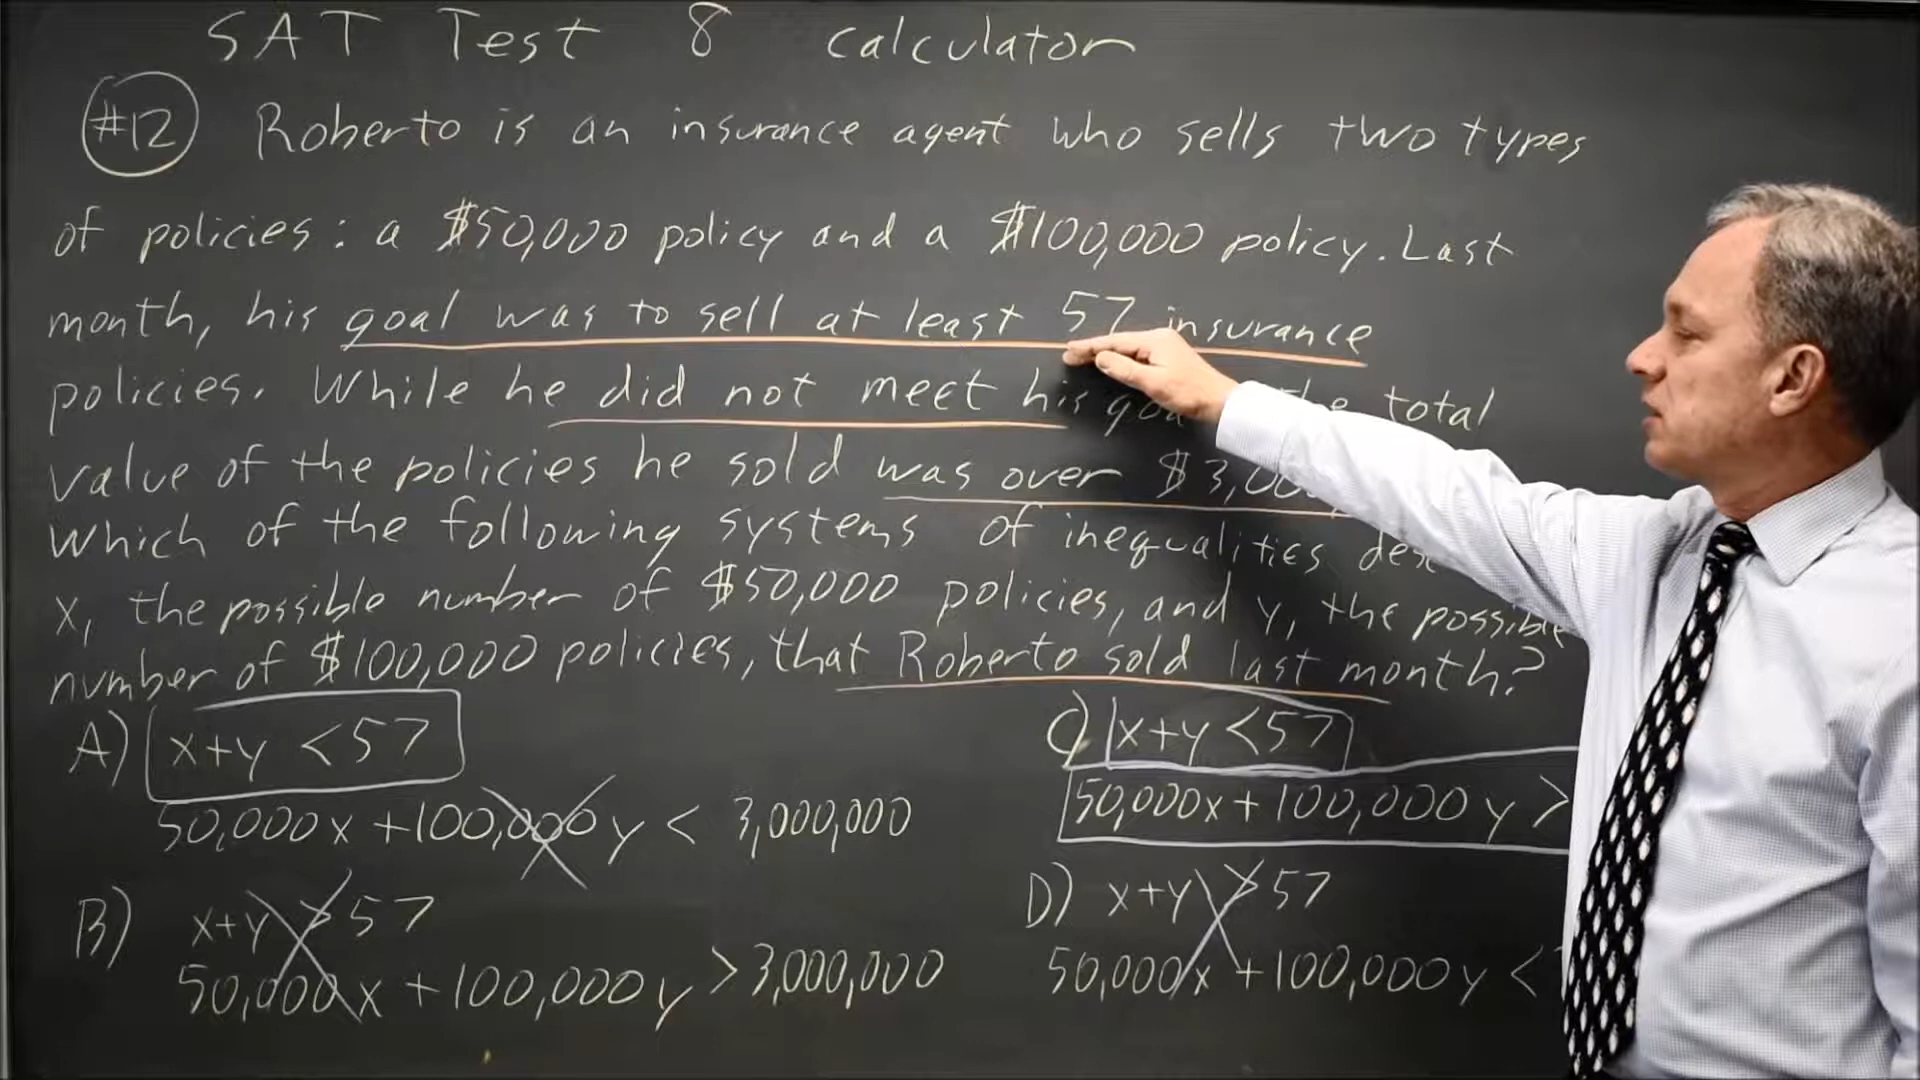 SAT Test 8 calculator
#12 Roberto is an insurance agent who sells two types
of policies: a $50,000 policy and a $100,000 policy. Last
month, his goal was to sell at least 57 insurance
policies. While he did not meet his total
value of the policies he sold was over $3,00
Which of the following systems of inequalities
x, the possible number of $50,000 policies, and y, the possible
number of $100,000 policies, that Roberto sold last month?
A) x+y <57
50,000x +100,000y < 3,000,000
B) x+y >57
50,000x +100,000y >3,000,000
C) x+y <57
50,000x+100,000y >
D) x+y >57
50,000x +100,000y <